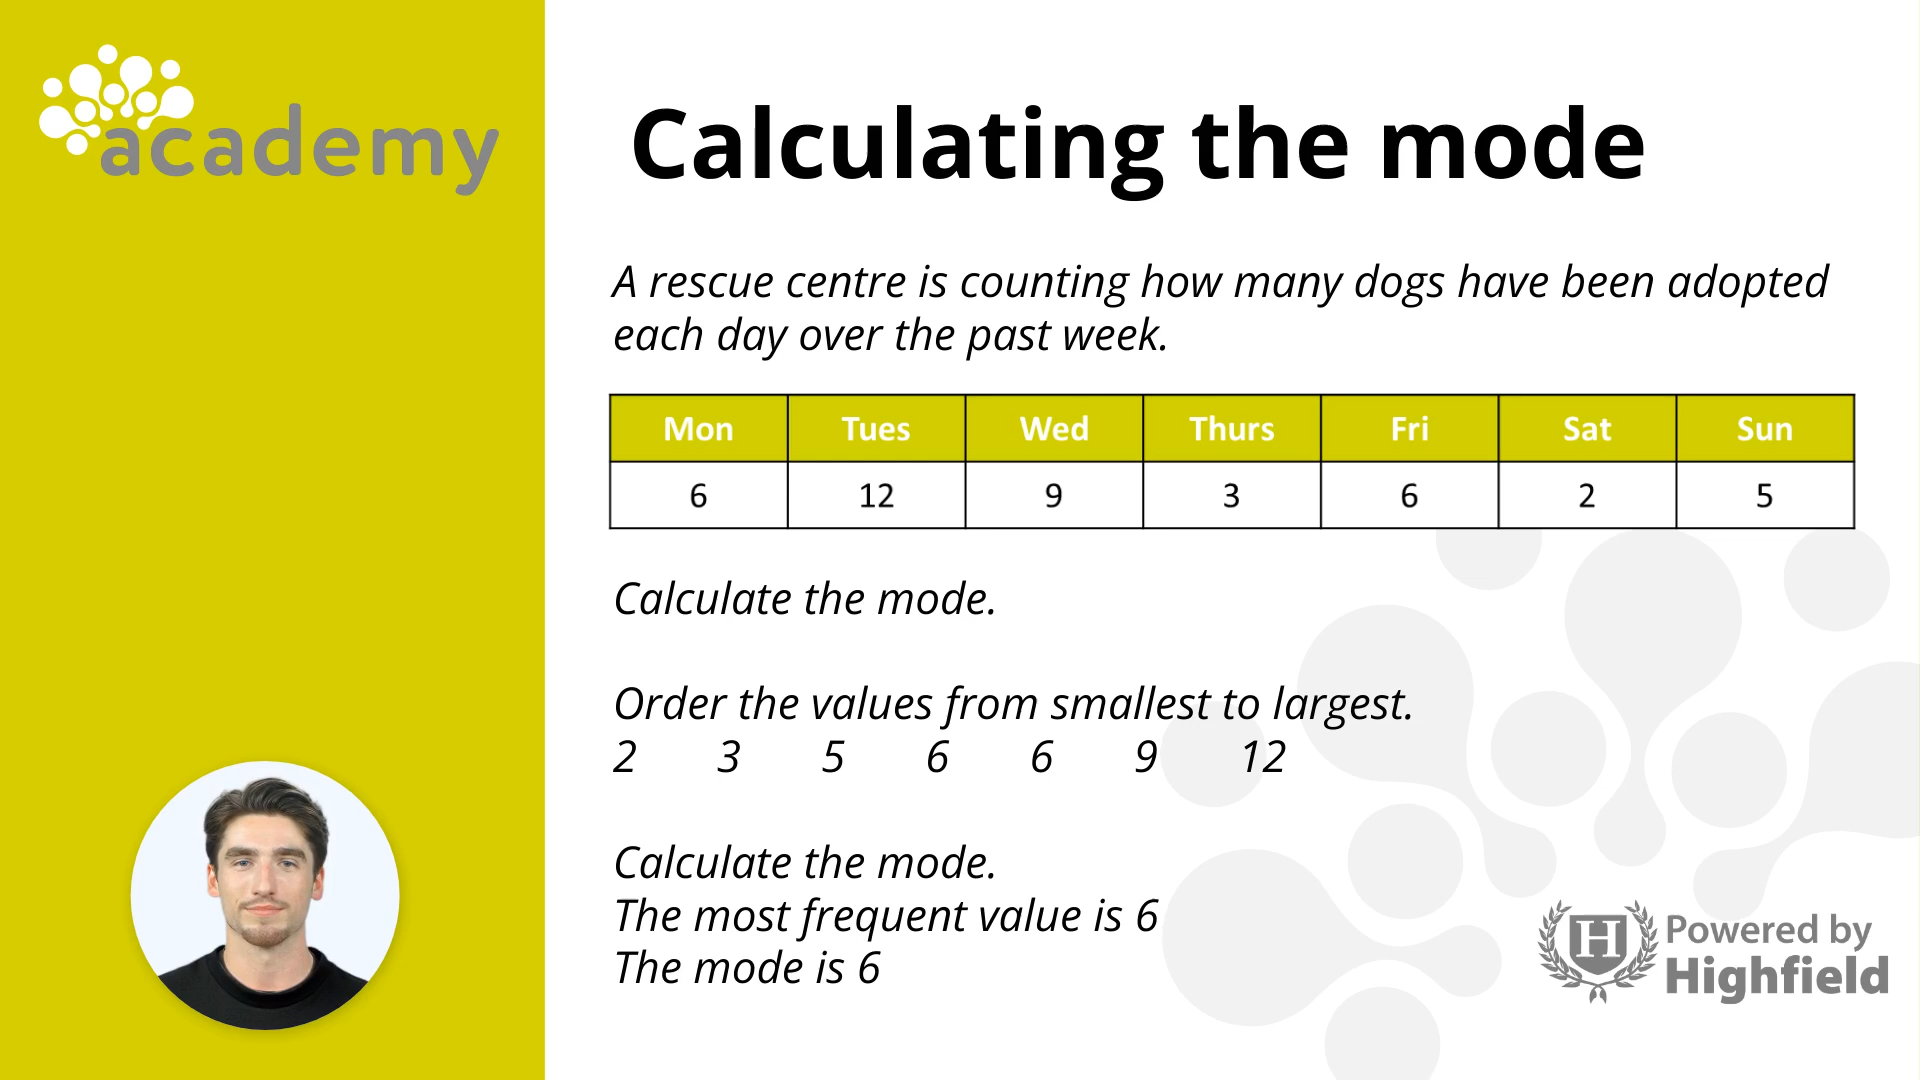 academy
Calculating the mode
A rescue centre is counting how many dogs have been adopted
each day over the past week.
Mon Tues Wed Thurs Fri Sat Sun
6 12 9 3 6 2 5
Calculate the mode.
Order the values from smallest to largest.
2 3 5 6 6 9 12
Calculate the mode.
The most frequent value is 6
The mode is 6
H
Powered by
Highfield